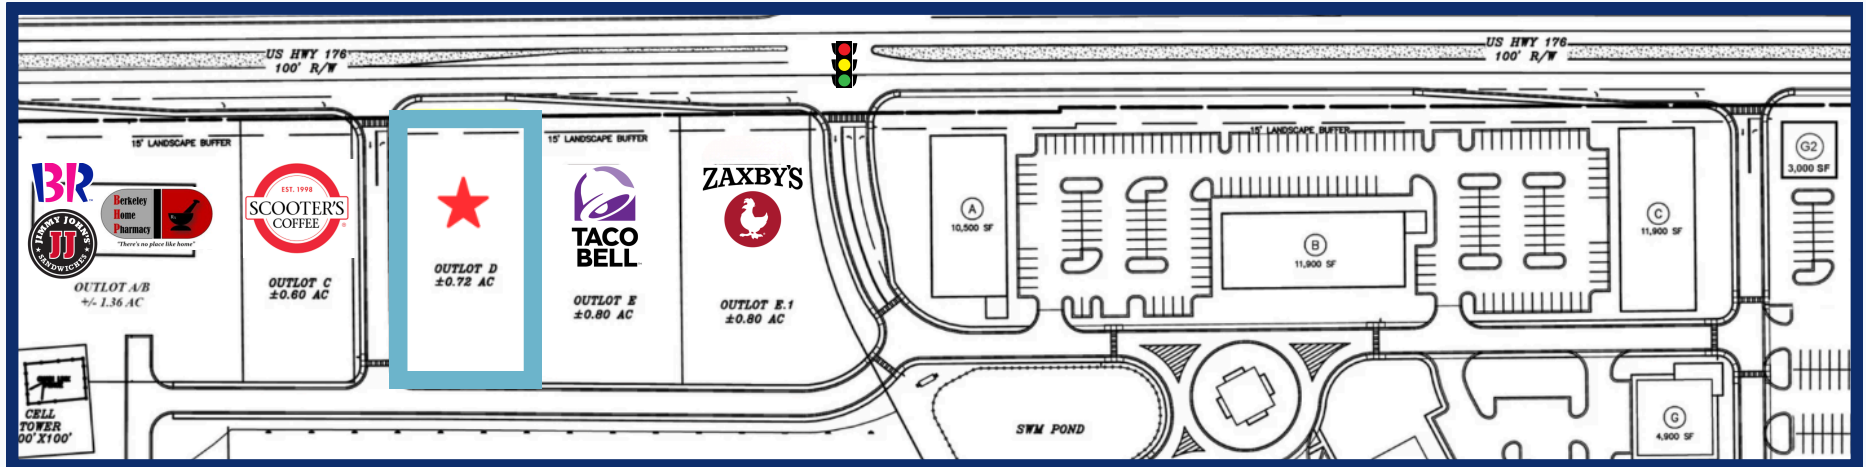 US HWY 176
100' R/W
US HWY 176
100' R/W
15' LANDSCAPE BUFFER
15' LANDSCAPE BUFFER
15' LANDSCAPE BUFFER
BR
Berkeley
Home
Pharmacy
"There's no place like home"
JIMMY JOHN'S
JJ
SANDWICHES
OUTLOT A/B
+/- 1.36 AC
EST. 1998
SCOOTER'S
COFFEE
OUTLOT C
±0.60 AC
OUTLOT D
±0.72 AC
TACO
BELL
OUTLOT E
±0.80 AC
ZAXBY'S
OUTLOT E.1
±0.80 AC
A
10,500 SF
B
11,900 SF
C
11,900 SF
G2
3,000 SF
CELL
TOWER
00'X100'
SWM POND
G
4,900 SF